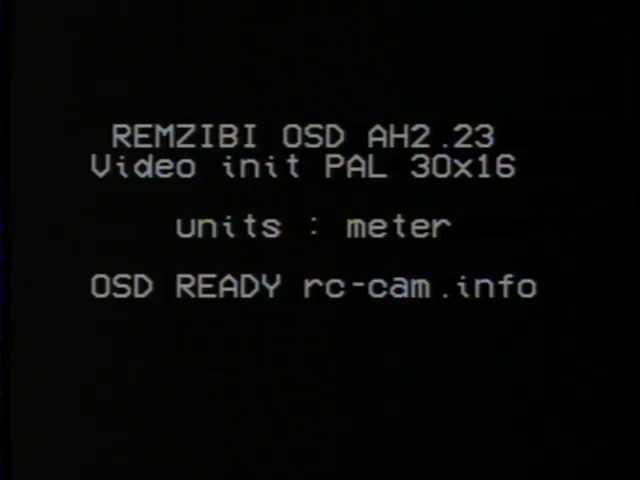 REMZIBI OSD AH2.23
Video init PAL 30x16
units : meter
OSD READY rc-cam.info